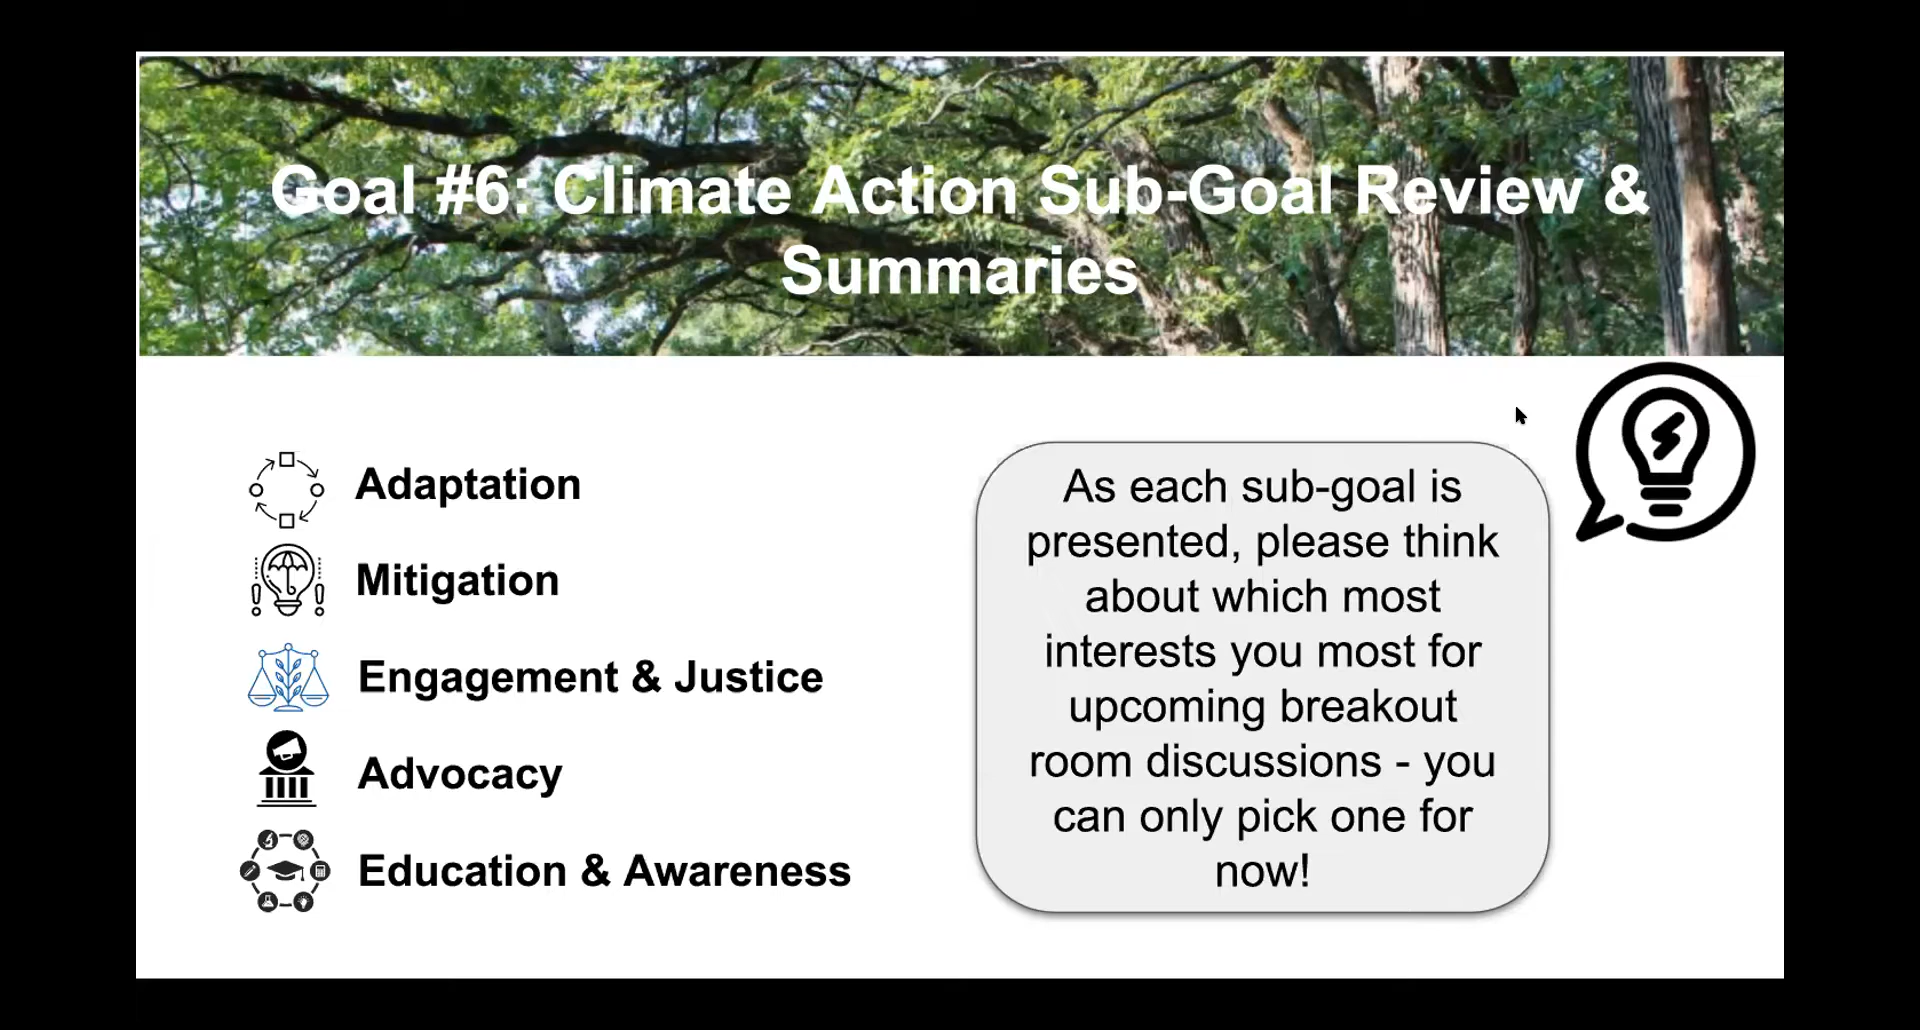 Goal #6: Climate Action Sub-Goal Review &
Summaries
Adaptation
Mitigation
Engagement & Justice
Advocacy
Education & Awareness
As each sub-goal is
presented, please think
about which most
interests you most for
upcoming breakout
room discussions - you
can only pick one for
now!